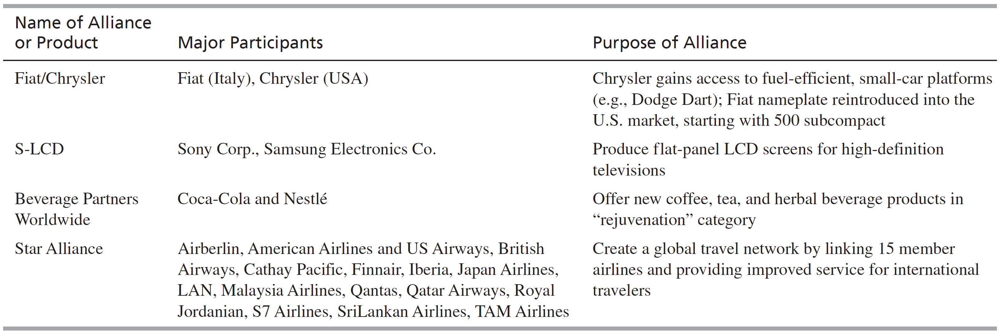 Name of Alliance
or Product
Major Participants
Purpose of Alliance
Fiat/Chrysler
Fiat (Italy), Chrysler (USA)
Chrysler gains access to fuel-efficient, small-car platforms
(e.g., Dodge Dart); Fiat nameplate reintroduced into the
U.S. market, starting with 500 subcompact
S-LCD
Sony Corp., Samsung Electronics Co.
Produce flat-panel LCD screens for high-definition
televisions
Beverage Partners
Worldwide
Coca-Cola and Nestlé
Offer new coffee, tea, and herbal beverage products in
“rejuvenation” category
Star Alliance
Airberlin, American Airlines and US Airways, British
Airways, Cathay Pacific, Finnair, Iberia, Japan Airlines,
LAN, Malaysia Airlines, Qantas, Qatar Airways, Royal
Jordanian, S7 Airlines, SriLankan Airlines, TAM Airlines
Create a global travel network by linking 15 member
airlines and providing improved service for international
travelers